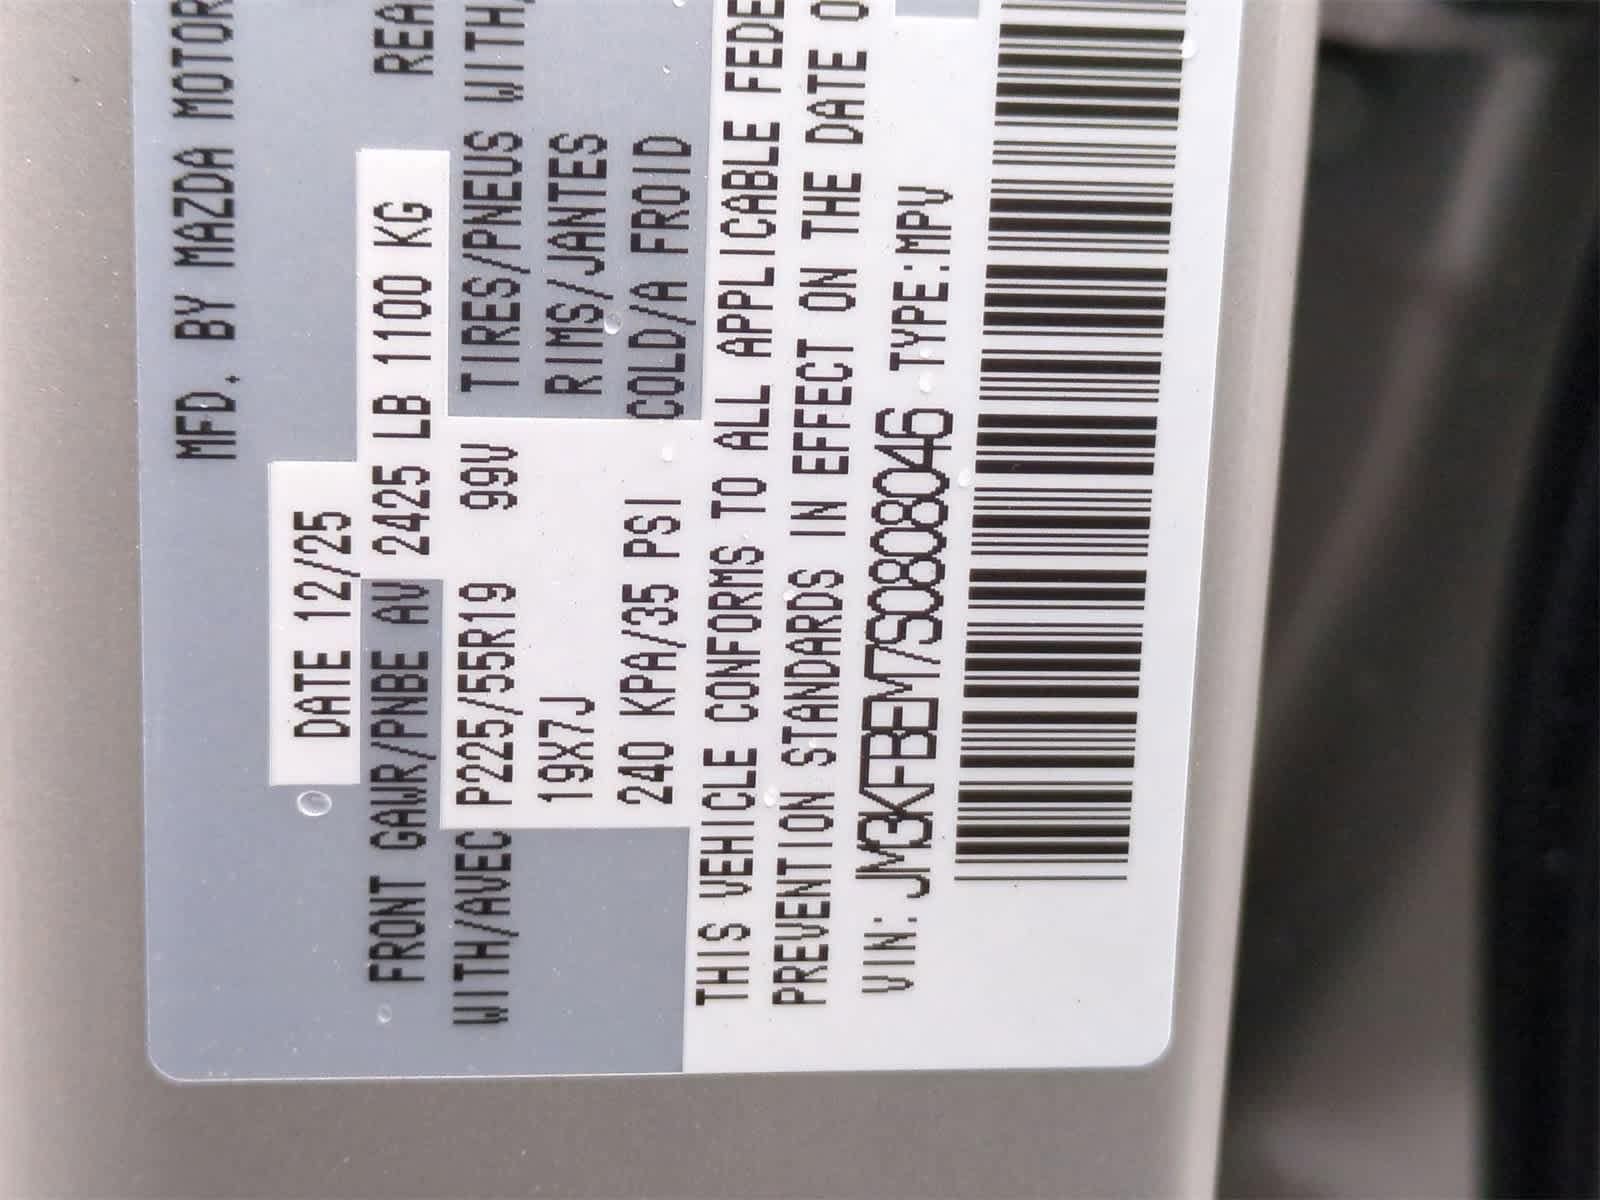 MFD. BY MAZDA MOTOR
DATE 12/25
FRONT GAWR/PNBE AV 2425 LB 1100 KG REA
WITH/AVEC P225/55R19 99V TIRES/PNEUS WITH/
19X7J RIMS/JANTES
240 KPA/35 PSI COLD/A FROID
THIS VEHICLE CONFORMS TO ALL APPLICABLE FEDE
PREVENTION STANDARDS IN EFFECT ON THE DATE O
VIN: JM3KFBEM7S0808046 TYPE:MPV